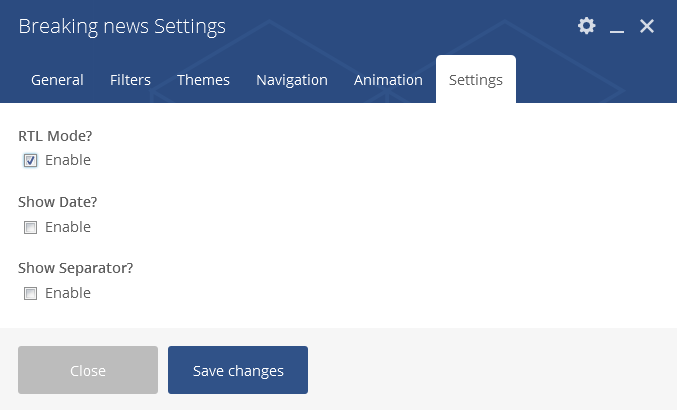 Breaking news Settings
General Filters Themes Navigation Animation Settings
RTL Mode?
Enable
Show Date?
Enable
Show Separator?
Enable
Close Save changes